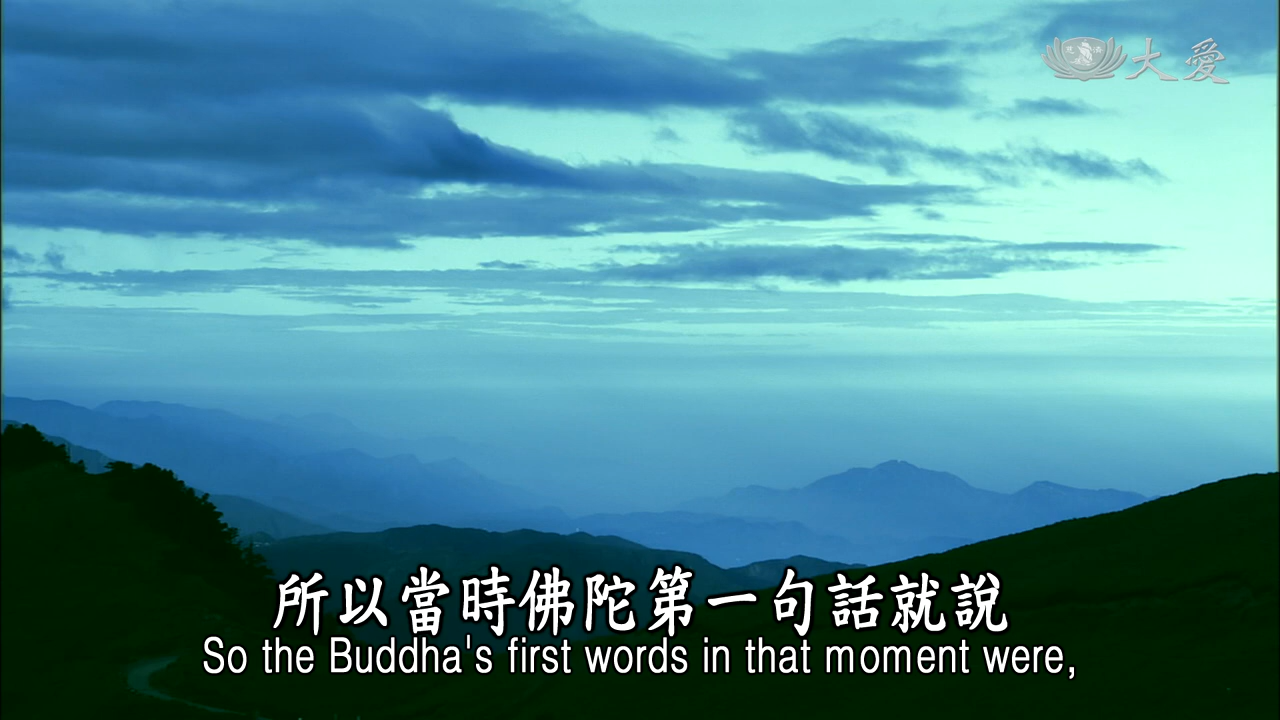 大愛
所以當時佛陀第一句話就說
So the Buddha's first words in that moment were,